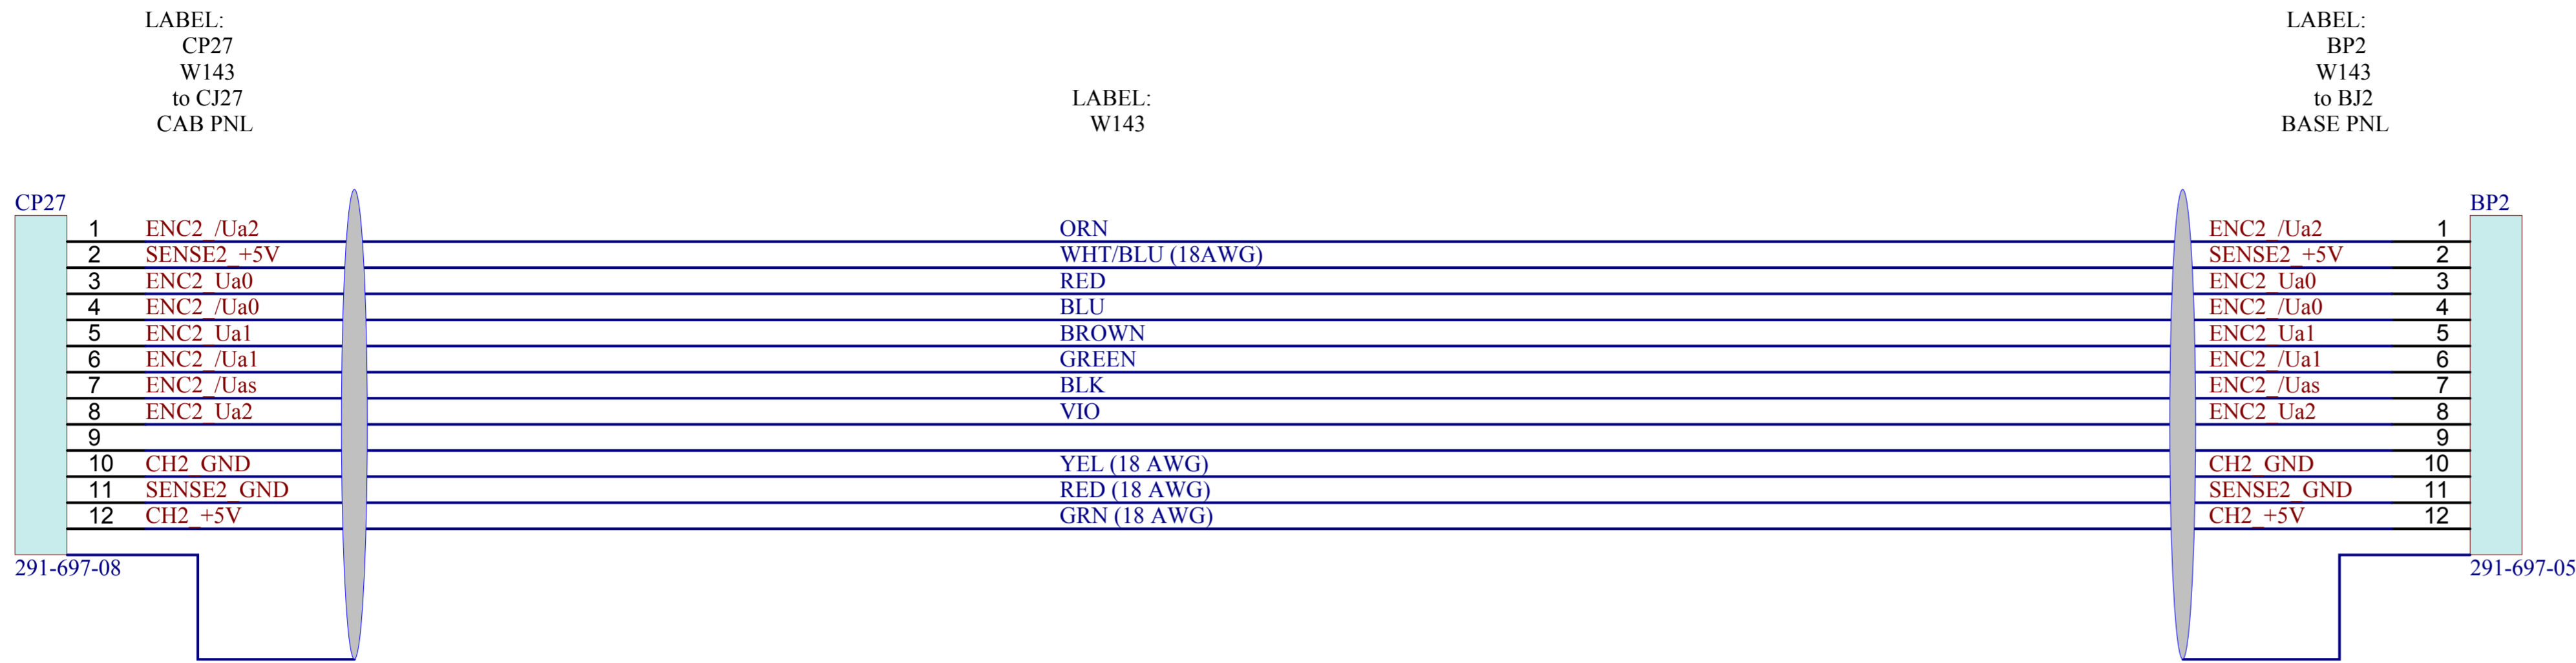 LABEL:
CP27
W143
to CJ27
CAB PNL
LABEL:
W143
LABEL:
BP2
W143
to BJ2
BASE PNL
CP27
BP2
1 ENC2_/Ua2 ORN ENC2_/Ua2 1
2 SENSE2_+5V WHT/BLU (18AWG) SENSE2_+5V 2
3 ENC2_Ua0 RED ENC2_Ua0 3
4 ENC2_/Ua0 BLU ENC2_/Ua0 4
5 ENC2_Ua1 BROWN ENC2_Ua1 5
6 ENC2_/Ua1 GREEN ENC2_/Ua1 6
7 ENC2_/Uas BLK ENC2_/Uas 7
8 ENC2_Ua2 VIO ENC2_Ua2 8
9 9
10 CH2_GND YEL (18 AWG) CH2_GND 10
11 SENSE2_GND RED (18 AWG) SENSE2_GND 11
12 CH2_+5V GRN (18 AWG) CH2_+5V 12
291-697-08
291-697-05